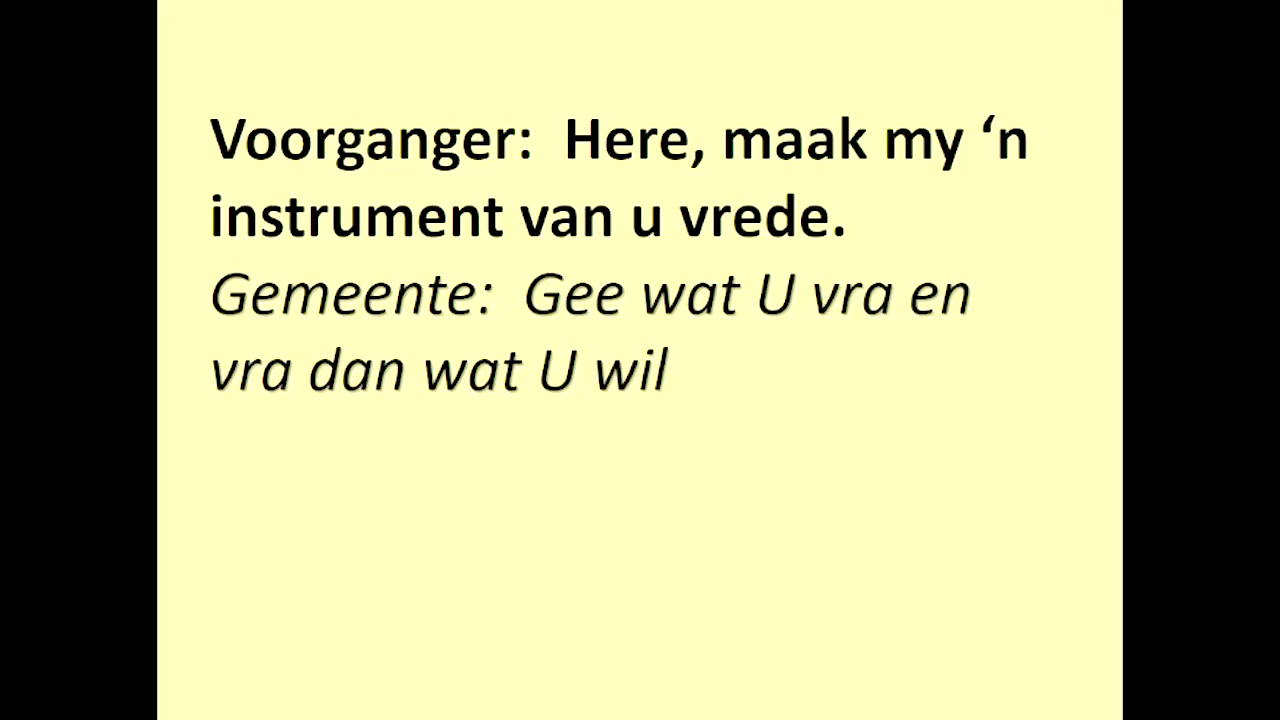 Voorganger:  Here, maak my ‘n
instrument van u vrede.
Gemeente:  Gee wat U vra en
vra dan wat U wil